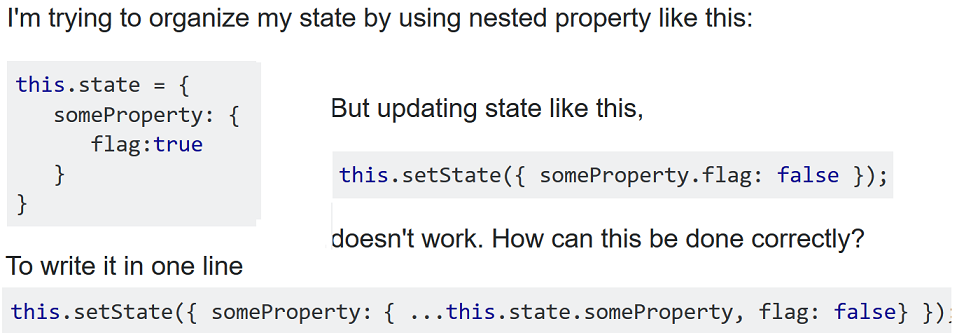 I'm trying to organize my state by using nested property like this:
this.state = {
someProperty: {
flag:true
}
}
But updating state like this,
this.setState({ someProperty.flag: false });
doesn't work. How can this be done correctly?
To write it in one line
this.setState({ someProperty: { ...this.state.someProperty, flag: false} });